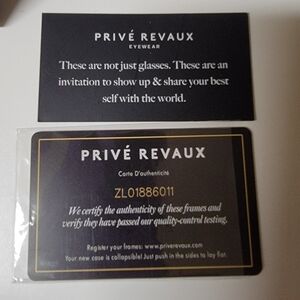 PRIVÉ REVAUX
EYEWEAR
These are not just glasses. These are an
invitation to show up & share your best
self with the world.
PRIVÉ REVAUX
Carte D'authenticité
ZL01886011
We certify the authenticity of these frames and
verify they have passed our quality-control testing.
Register your frames: www.priverevaux.com
Your new case is collapsible! Just push in the sides to lay flat.